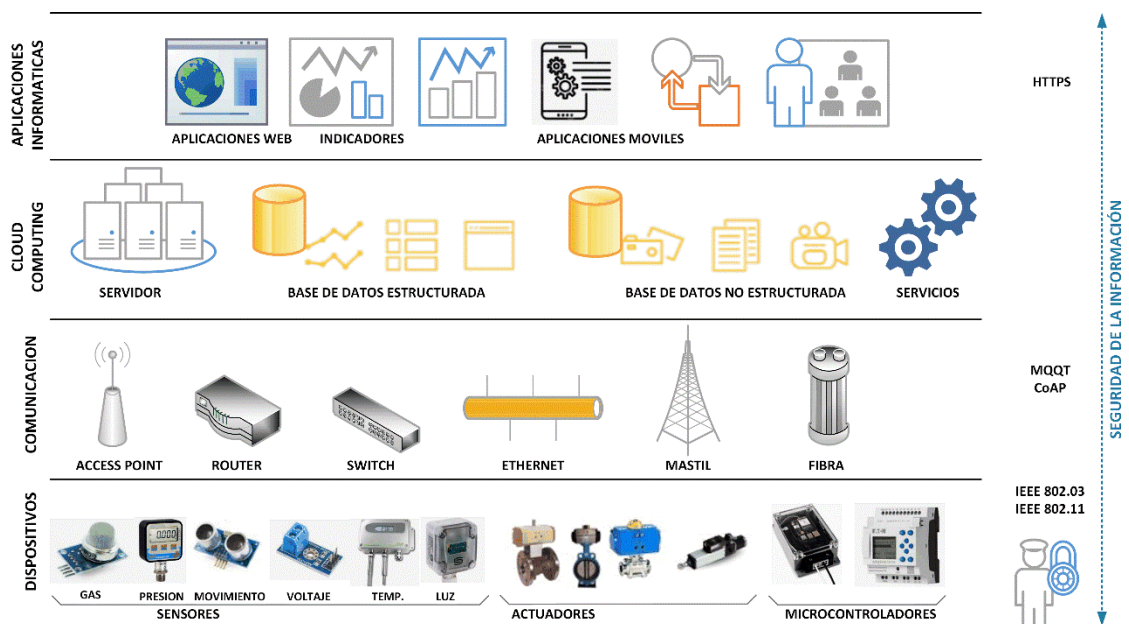 APLICACIONES
INFORMATICAS
APLICACIONES WEB
INDICADORES
APLICACIONES MOVILES
HTTPS
CLOUD
COMPUTING
SERVIDOR
BASE DE DATOS ESTRUCTURADA
BASE DE DATOS NO ESTRUCTURADA
SERVICIOS
SEGURIDAD DE LA INFORMACIÓN
COMUNICACION
ACCESS POINT
ROUTER
SWITCH
ETHERNET
MASTIL
FIBRA
MQQT
CoAP
DISPOSITIVOS
GAS
PRESION
MOVIMIENTO
VOLTAJE
TEMP.
LUZ
SENSORES
ACTUADORES
MICROCONTROLADORES
IEEE 802.03
IEEE 802.11